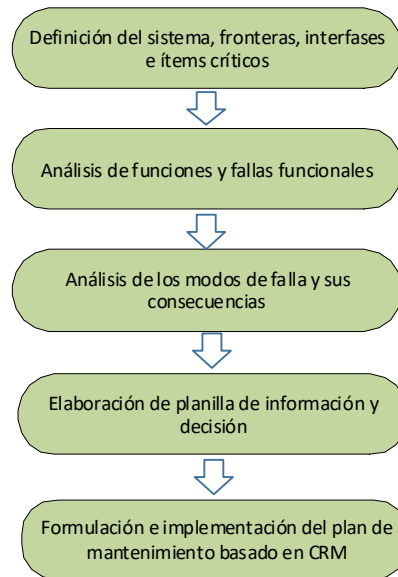 Definición del sistema, fronteras, interfases
e ítems críticos
Análisis de funciones y fallas funcionales
Análisis de los modos de falla y sus
consecuencias
Elaboración de planilla de información y
decisión
Formulación e implementación del plan de
mantenimiento basado en CRM